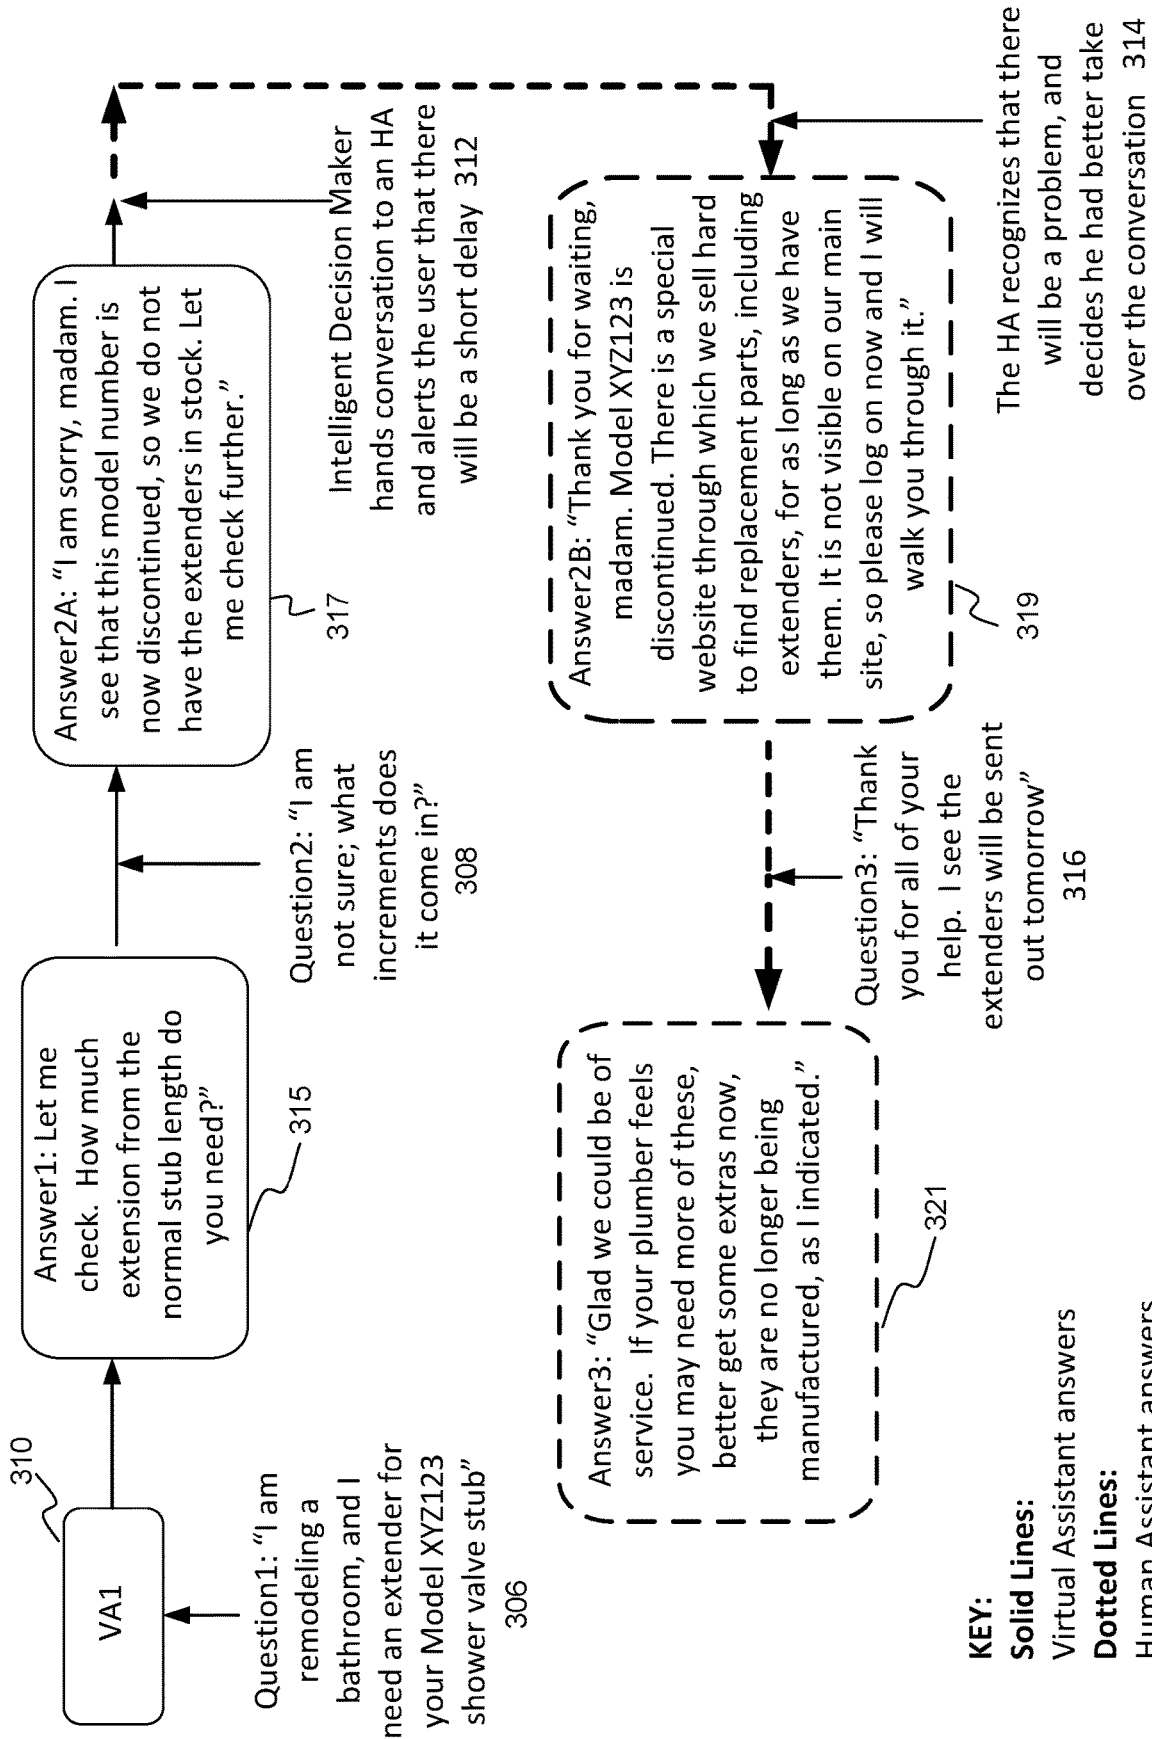 310
VA1
Question1: “I am
remodeling a
bathroom, and I
need an extender for
your Model XYZ123
shower valve stub”
306
Answer1: Let me
check.  How much
extension from the
normal stub length do
you need?”
315
Question2: “I am
not sure; what
increments does
it come in?”
308
Answer2A: “I am sorry, madam. I
see that this model number is
now discontinued, so we do not
have the extenders in stock. Let
me check further.”
317
Intelligent Decision Maker
hands conversation to an HA
and alerts the user that there
will be a short delay  312
Answer2B: “Thank you for waiting,
madam. Model XYZ123 is
discontinued. There is a special
website through which we sell hard
to find replacement parts, including
extenders, for as long as we have
them. It is not visible on our main
site, so please log on now and I will
walk you through it.”
319
The HA recognizes that there
will be a problem, and
decides he had better take
over the conversation  314
Question3: “Thank
you for all of your
help.  I see the
extenders will be sent
out tomorrow”
316
Answer3: “Glad we could be of
service.  If your plumber feels
you may need more of these,
better get some extras now,
they are no longer being
manufactured, as I indicated.”
321
KEY:
Solid Lines:
Virtual Assistant answers
Dotted Lines:
Human Assistant answers